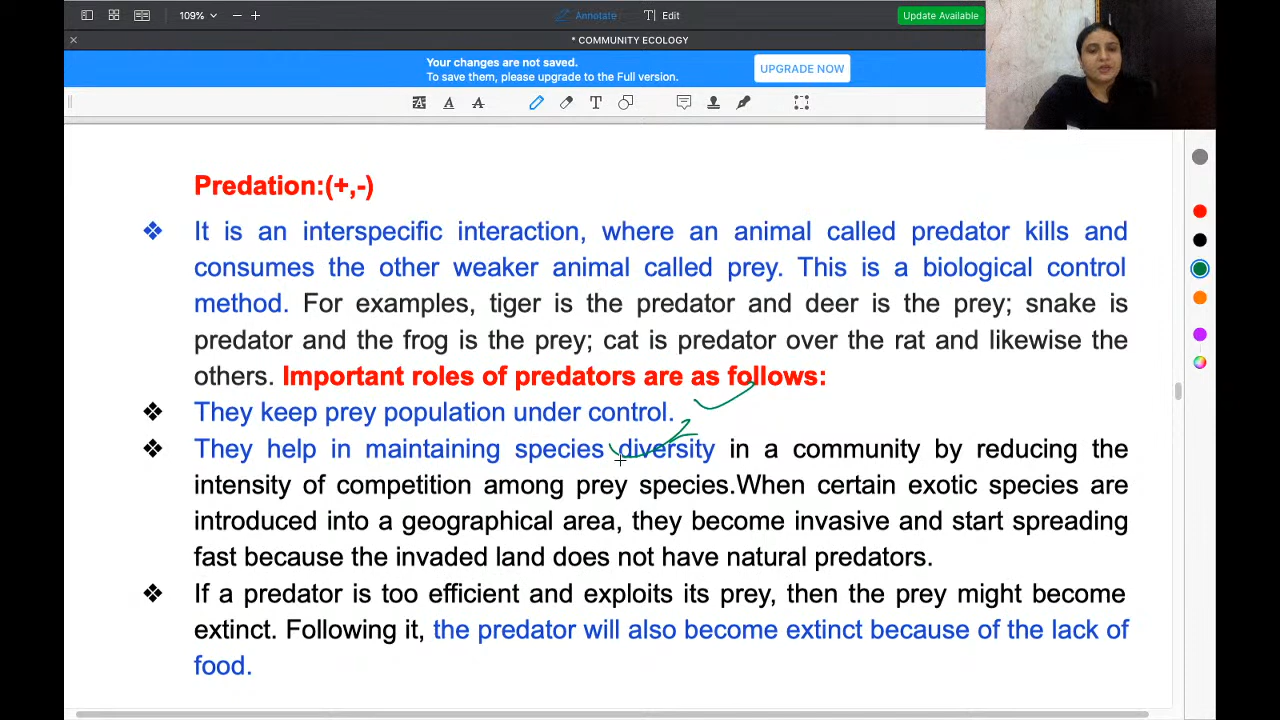 109%
Annotate
Edit
Update Available
* COMMUNITY ECOLOGY
Your changes are not saved.
To save them, please upgrade to the Full version.
UPGRADE NOW
Predation:(+,-)
❖ It is an interspecific interaction, where an animal called predator kills and
consumes the other weaker animal called prey. This is a biological control
method. For examples, tiger is the predator and deer is the prey; snake is
predator and the frog is the prey; cat is predator over the rat and likewise the
others. Important roles of predators are as follows:
❖ They keep prey population under control.
❖ They help in maintaining species diversity in a community by reducing the
intensity of competition among prey species.When certain exotic species are
introduced into a geographical area, they become invasive and start spreading
fast because the invaded land does not have natural predators.
❖ If a predator is too efficient and exploits its prey, then the prey might become
extinct. Following it, the predator will also become extinct because of the lack of
food.